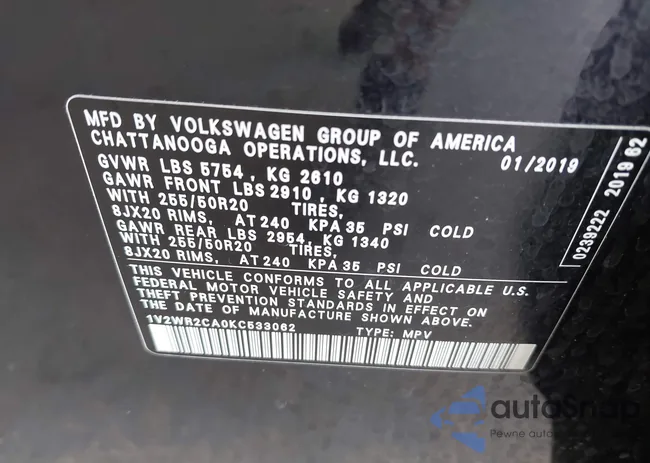 MFD BY VOLKSWAGEN GROUP OF AMERICA
CHATTANOOGA OPERATIONS, LLC. 01/2019
GVWR LBS 5754, KG 2610
GAWR FRONT LBS 2910, KG 1320
WITH 255/50R20 TIRES,
8JX20 RIMS, AT 240 KPA 35 PSI COLD
GAWR REAR LBS 2954, KG 1340
WITH 255/50R20 TIRES,
8JX20 RIMS, AT 240 KPA 35 PSI COLD
THIS VEHICLE CONFORMS TO ALL APPLICABLE U.S.
FEDERAL MOTOR VEHICLE SAFETY AND
THEFT PREVENTION STANDARDS IN EFFECT ON
THE DATE OF MANUFACTURE SHOWN ABOVE.
1V2WR2CA0KC533062 TYPE: MPV
0239222 2019 62
autoSnap
Pewne auto